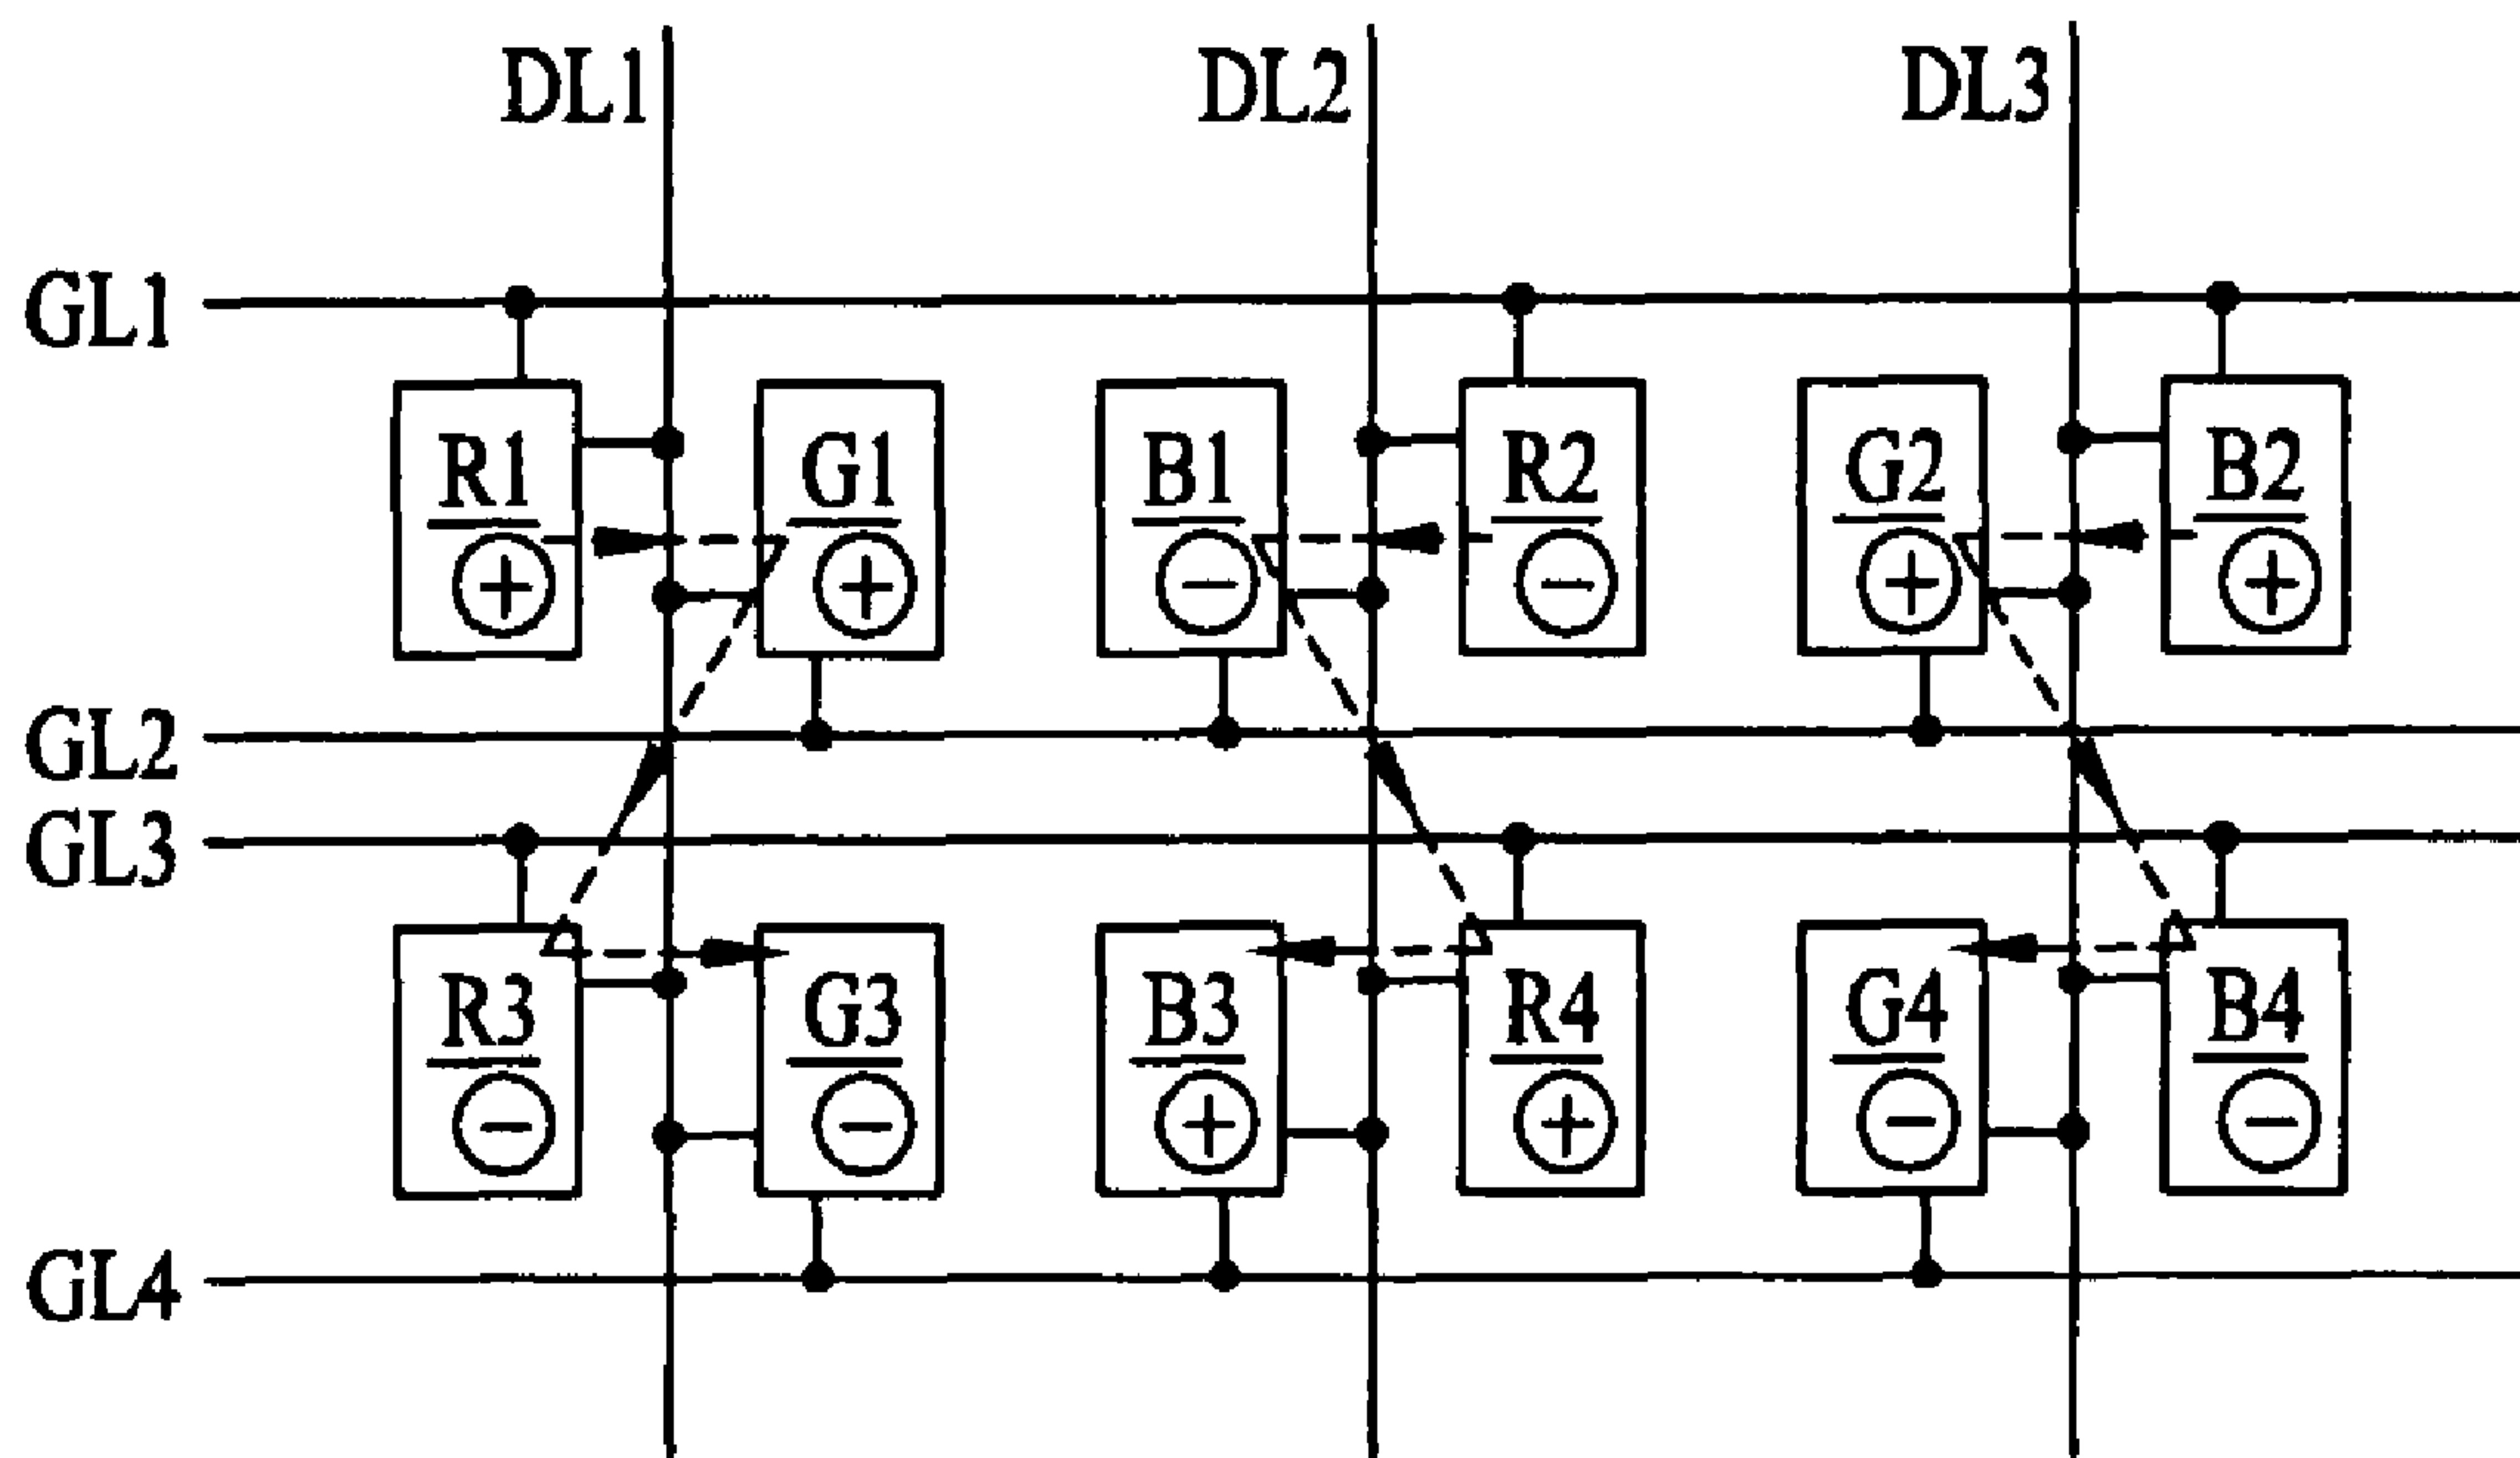 DL1 DL2 DL3
GL1
R1 G1 B1 R2 G2 B2
+ + − − + +
GL2
GL3
R3 G3 B3 R4 G4 B4
− − + + − −
GL4